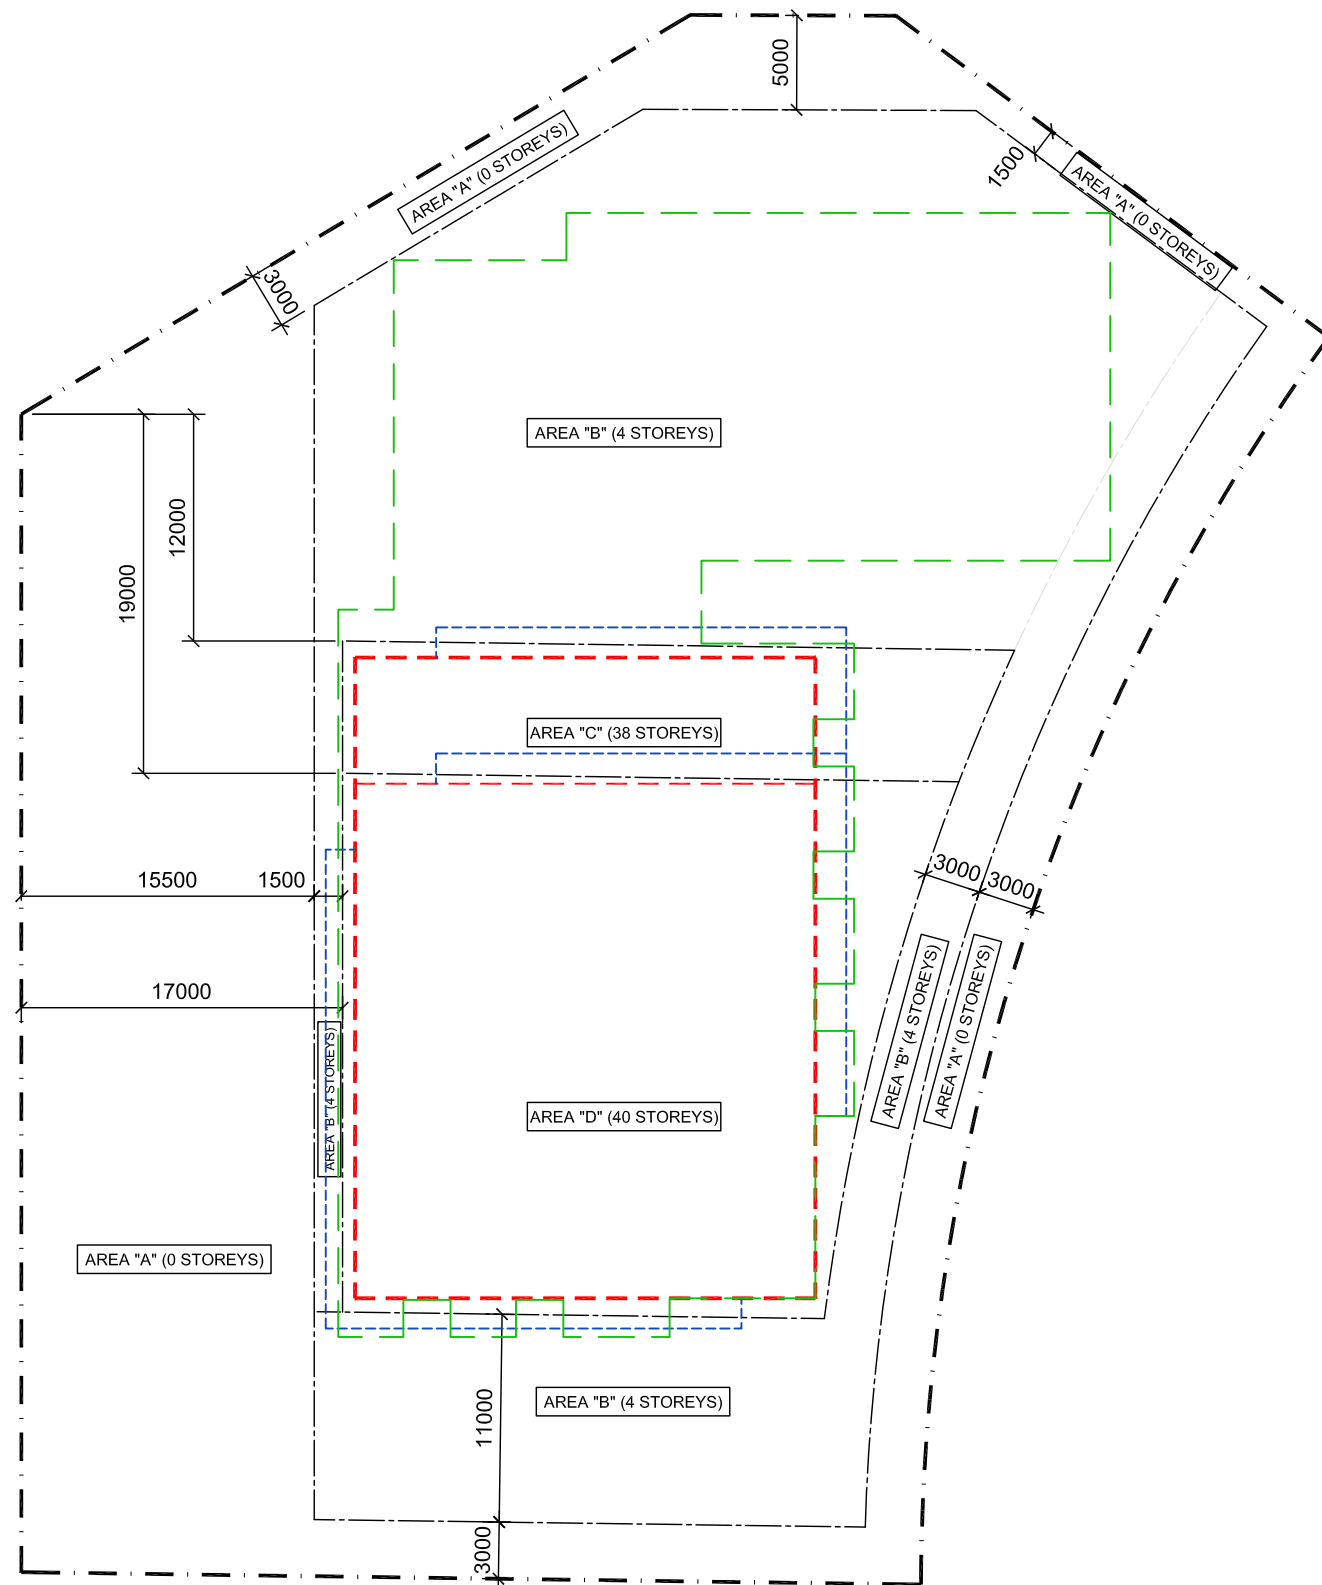 5000
AREA "A" (0 STOREYS)
1500
AREA "A" (0 STOREYS)
3000
AREA "B" (4 STOREYS)
12000
19000
AREA "C" (38 STOREYS)
15500
1500
3000
3000
17000
AREA "B" (4 STOREYS)
AREA "B" (4 STOREYS)
AREA "A" (0 STOREYS)
AREA "D" (40 STOREYS)
AREA "A" (0 STOREYS)
AREA "B" (4 STOREYS)
11000
3000